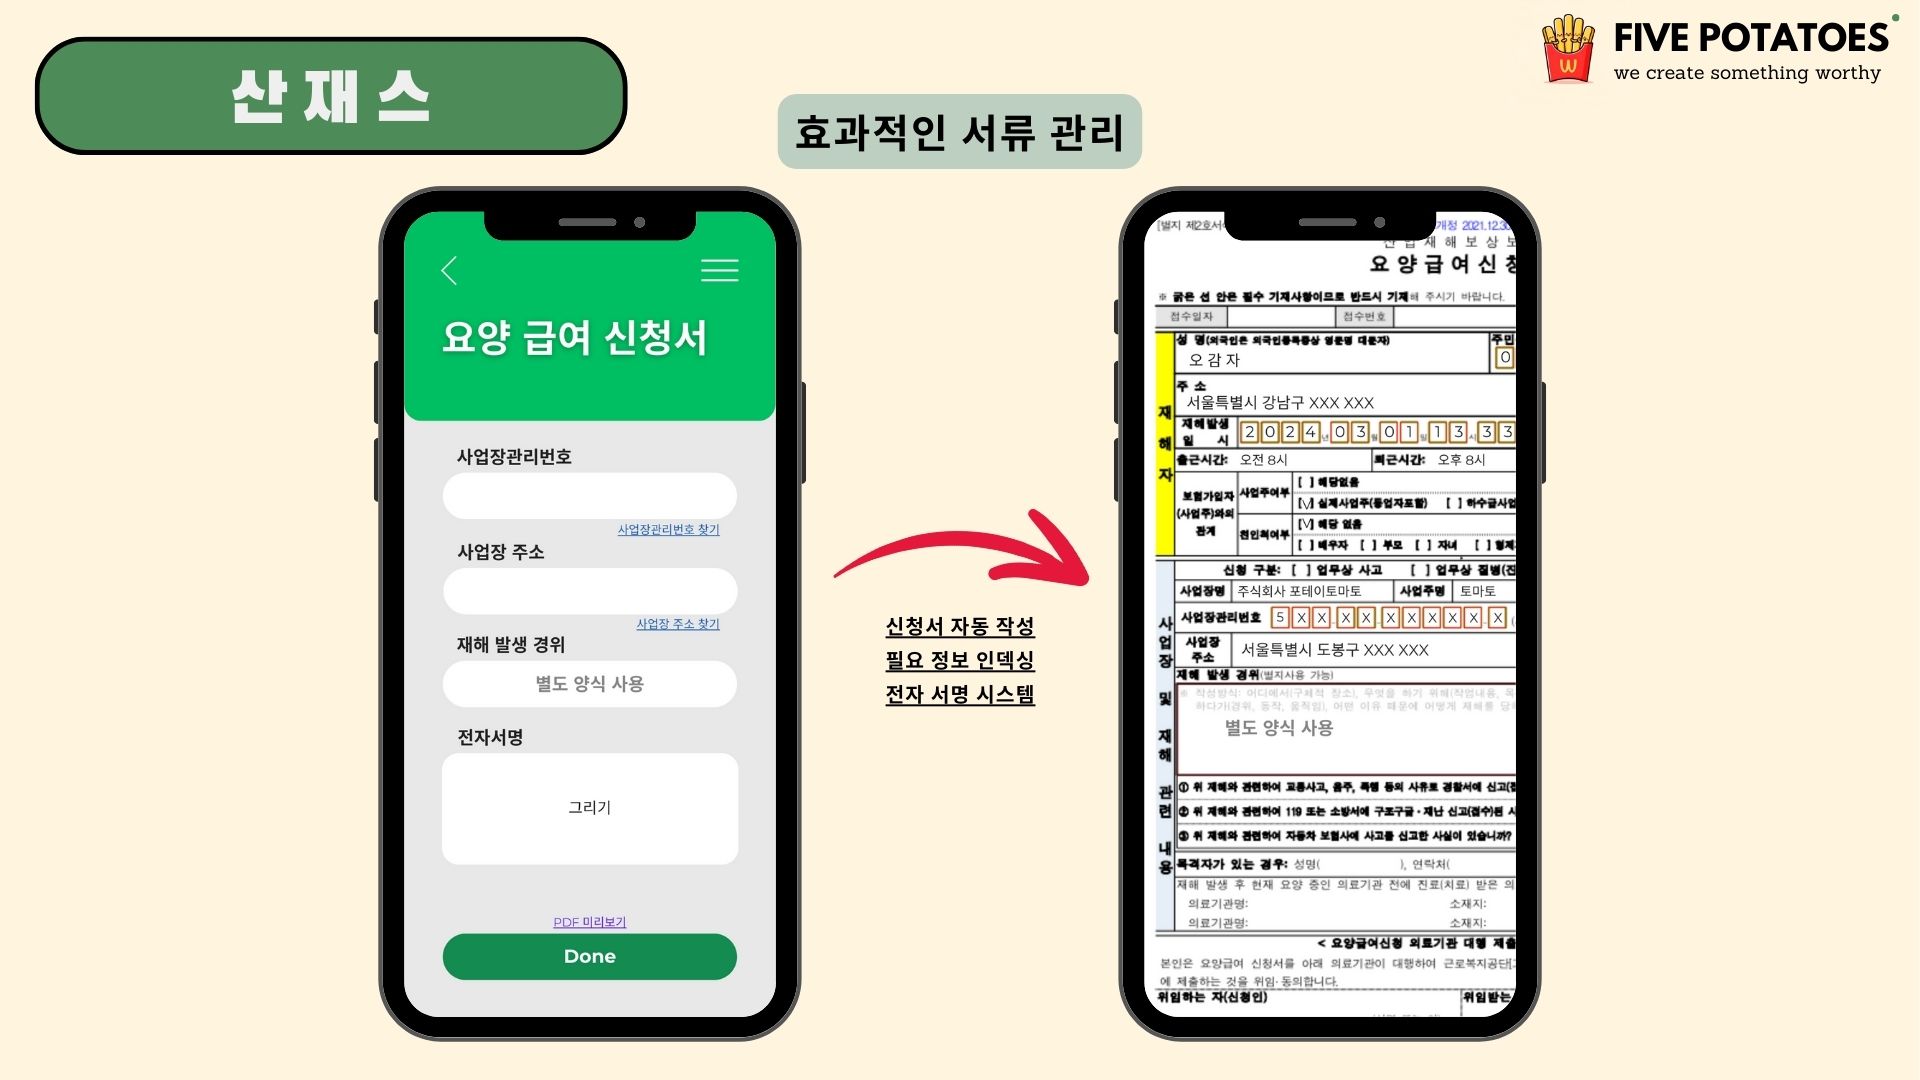 산재스
FIVE POTATOES
we create something worthy
효과적인 서류 관리
요양 급여 신청서
사업장관리번호
사업장관리번호 찾기
사업장 주소
사업장 주소 찾기
재해 발생 경위
별도 양식 사용
전자서명
그리기
PDF 미리보기
Done
신청서 자동 작성
필요 정보 인덱싱
전자 서명 시스템
[별지 제2호서
개정 2021.12.30
산 업 재 해 보 상 보
요 양 급 여 신 청
※ 굵은 선 안은 필수 기재사항이므로 반드시 기재해 주시기 바랍니다.
접수일자 접수번호
재해자
성 명(외국인은 외국인등록증상 영문명 대문자) 주민
오 감 자 0
주 소
서울특별시 강남구 XXX XXX
재해발생 일 시 2 0 2 4 년 0 3 월 0 1 일 1 3 시 3 3
출근시간: 오전 8시 퇴근시간: 오후 8시
보험가입자 (사업주)와의 관계
사업주여부 [ ] 해당없음
[√] 실제사업주(동업자포함) [ ] 하수급사업
친인척여부 [√] 해당 없음
[ ] 배우자 [ ] 부모 [ ] 자녀 [ ] 형제
사업장 및 재해 관련 내용
신청 구분: [ ] 업무상 사고 [ ] 업무상 질병(진
사업장명 주식회사 포테이토마토 사업주명 토마토
사업장관리번호 5 X X - X X - X X X X X - X (
사업장 주소 서울특별시 도봉구 XXX XXX
재해 발생 경위(별지사용 가능)
※ 작성방식: 어디에서(구체적 장소), 무엇을 하기 위해(작업내용, 목
하다가(경위, 동작, 움직임), 어떤 이유 때문에 어떻게 재해를 당하
별도 양식 사용
① 위 재해와 관련하여 교통사고, 음주, 폭행 등의 사유로 경찰서에 신고(접
② 위 재해와 관련하여 119 또는 소방서에 구조구급·재난 신고(접수)된 사
③ 위 재해와 관련하여 자동차 보험사에 사고를 신고한 사실이 있습니까?
목격자가 있는 경우: 성명( ), 연락처(
재해 발생 후 현재 요양 중인 의료기관 전에 진료(치료) 받은 의
의료기관명: 소재지:
의료기관명: 소재지:
< 요양급여신청 의료기관 대행 제출
본인은 요양급여 신청서를 아래 의료기관이 대행하여 근로복지공단[
에 제출하는 것을 위임·동의합니다.
위임하는 자(신청인) 위임받는